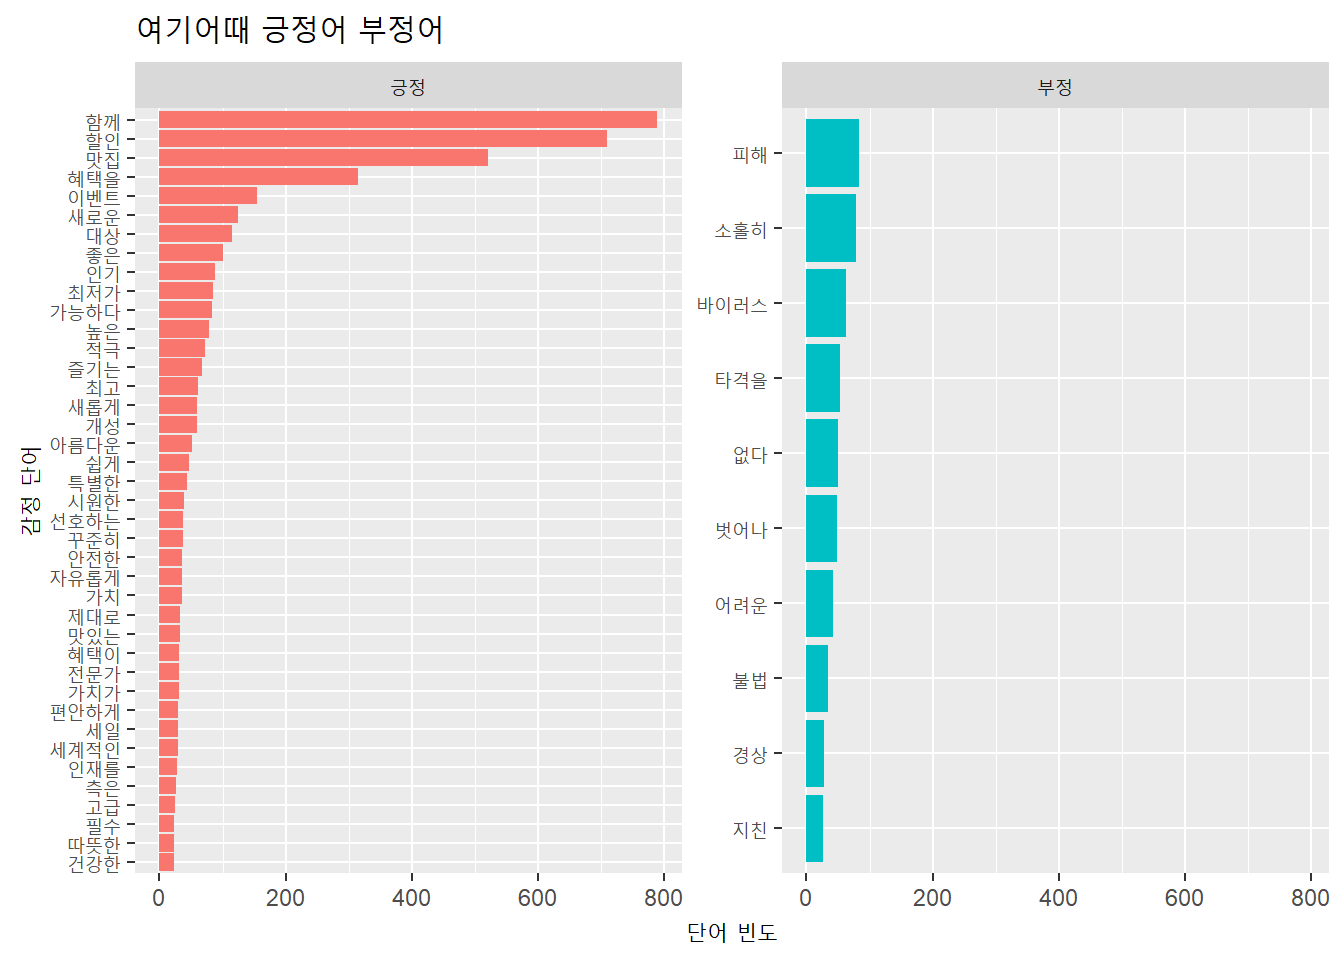 여기어때 긍정어 부정어
긍정
부정
감정 단어
함께
할인
맛집
혜택을
이벤트
새로운
대상
좋은
인기
최저가
가능하다
높은
적극
즐기는
최고
새롭게
개성
아름다운
쉽게
특별한
시원한
선호하는
꾸준히
안전한
자유롭게
가치
제대로
맛있는
혜택이
전문가
가치가
편안하게
세일
세계적인
인재를
측은
고급
필수
따뜻한
건강한
0 200 400 600 800
피해
소홀히
바이러스
타격을
없다
벗어나
어려운
불법
경상
지친
0 200 400 600 800
단어 빈도